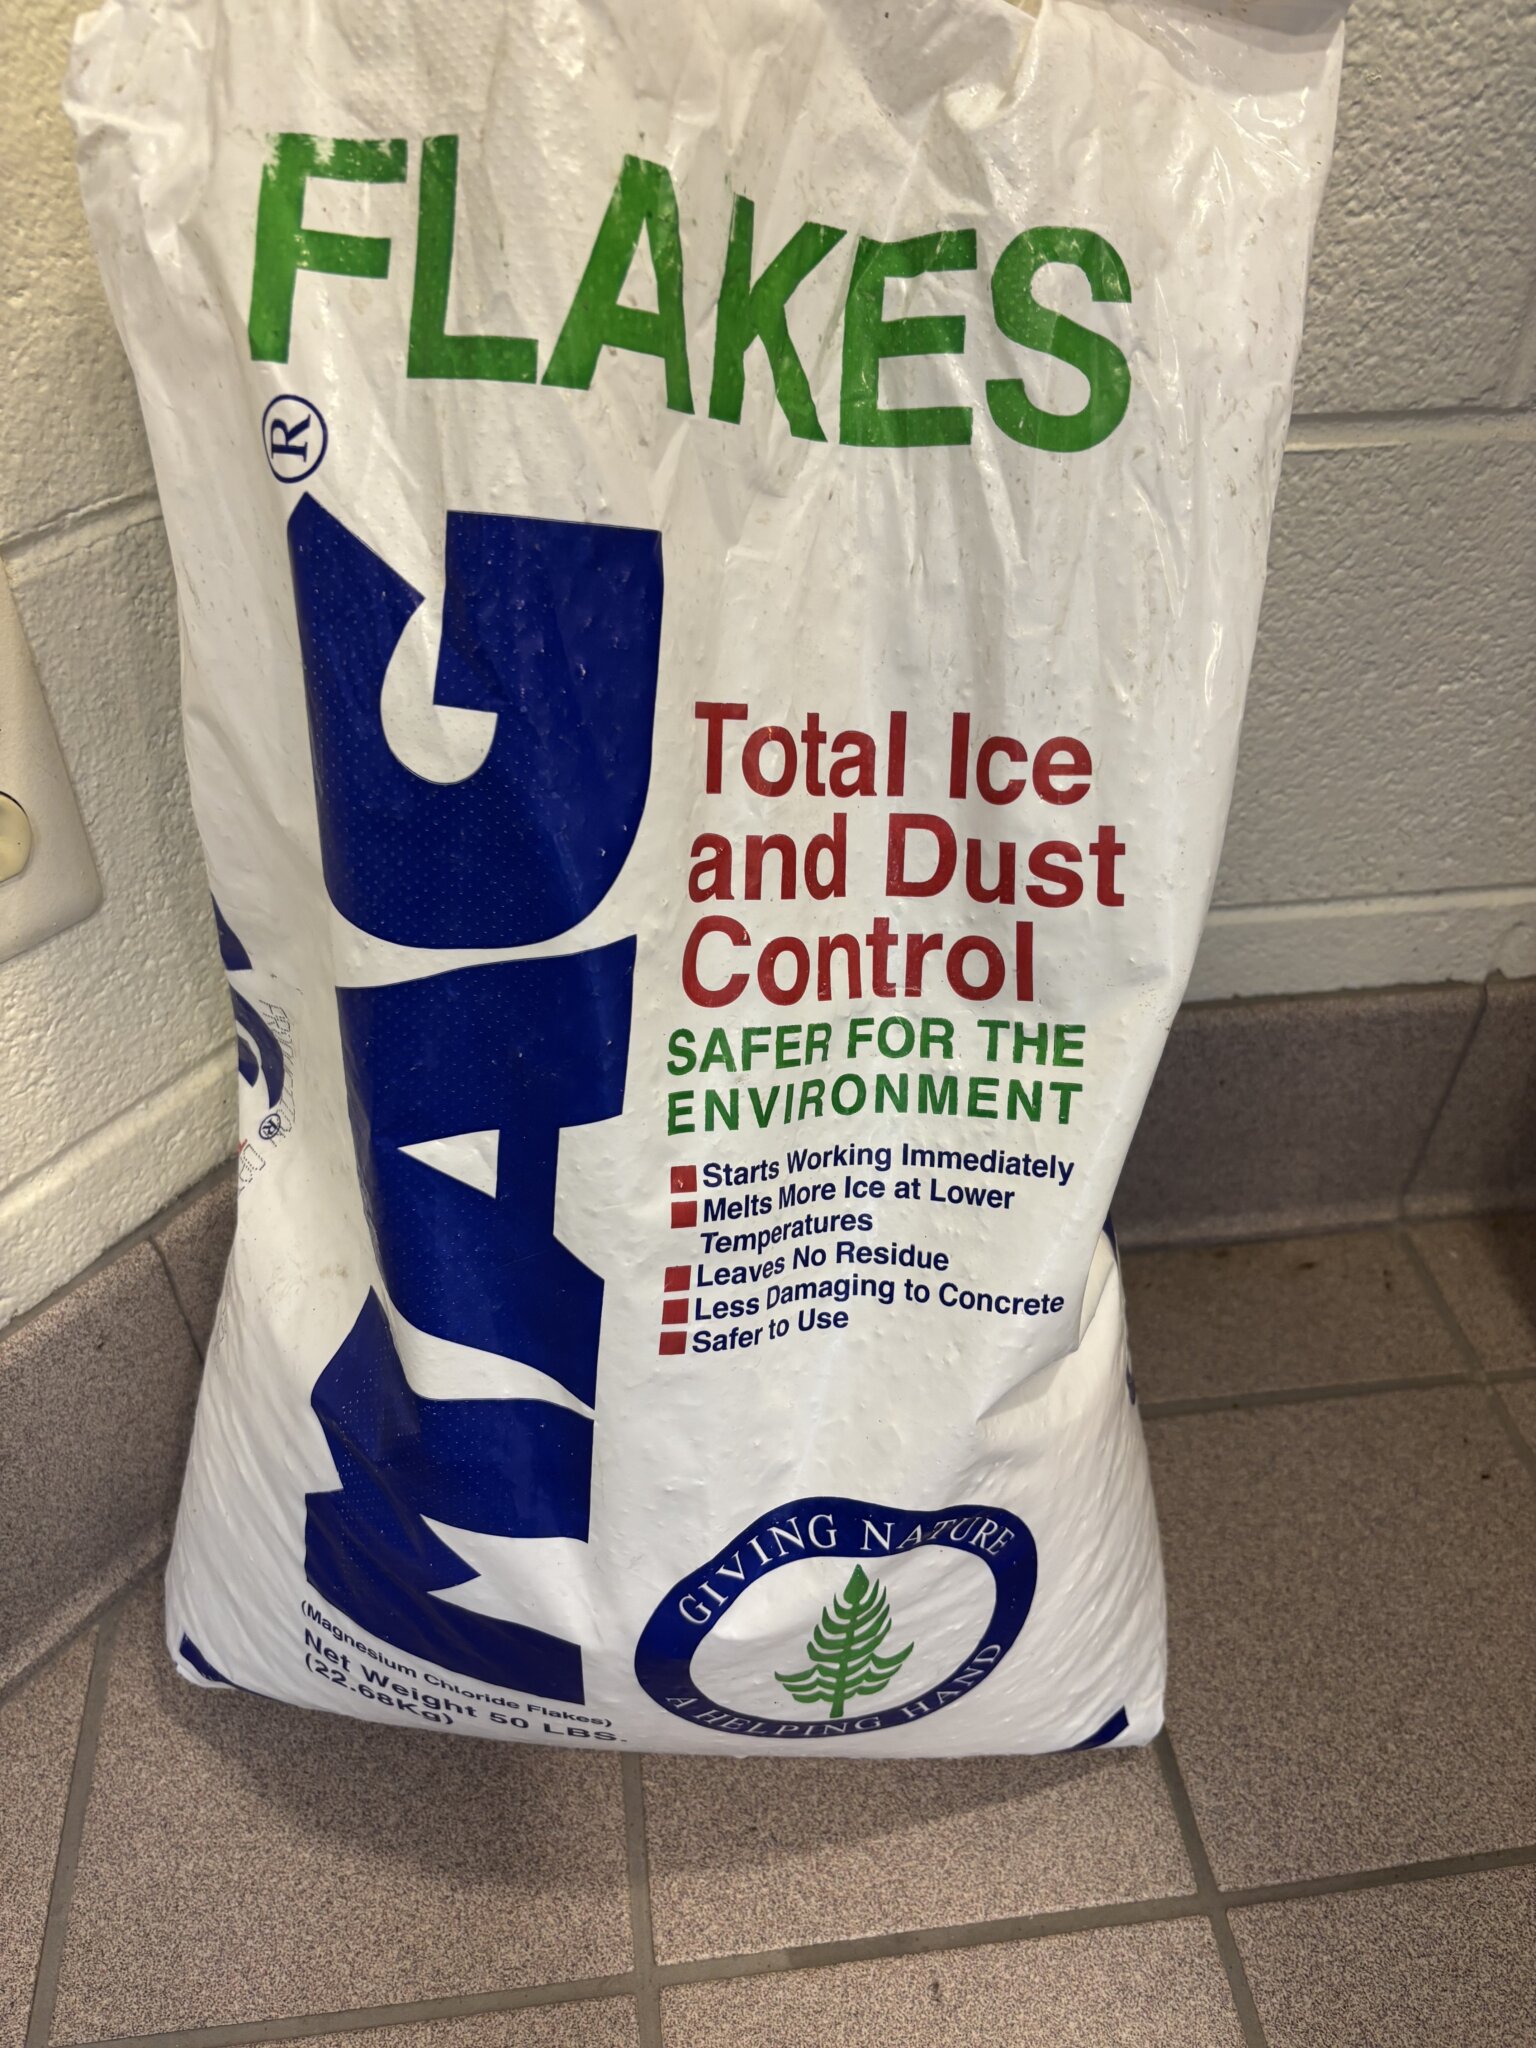 FLAKES
MAG®
Total Ice
and Dust
Control
SAFER FOR THE
ENVIRONMENT
Starts Working Immediately
Melts More Ice at Lower
Temperatures
Leaves No Residue
Less Damaging to Concrete
Safer to Use
(Magnesium Chloride Flakes)
Net Weight 50 LBS.
(22.68Kg)
GIVING NATURE
A HELPING HAND
®